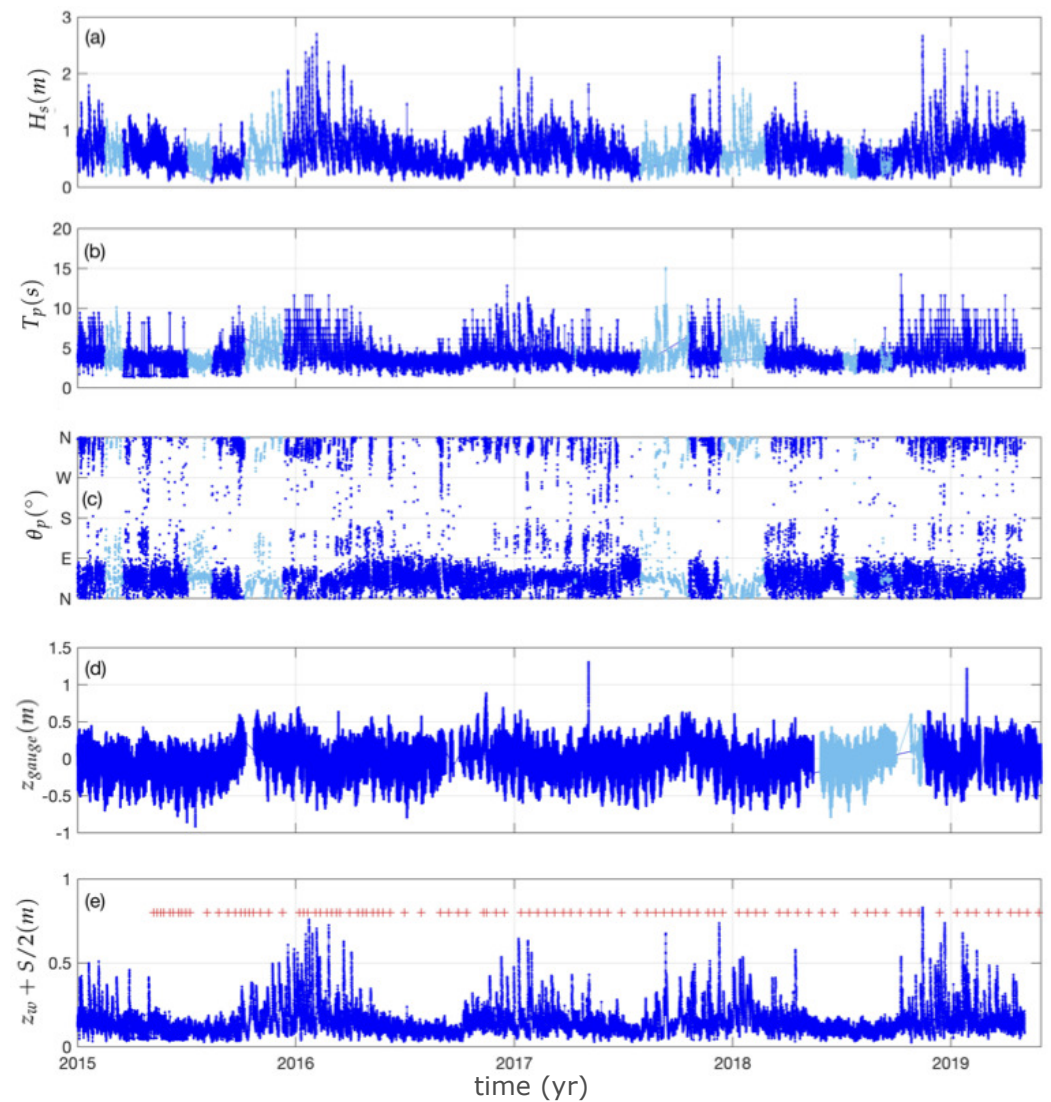 (a)
H_s(m)
3
2
1
0
(b)
T_p(s)
20
15
10
5
0
(c)
θ_p(°)
N
W
S
E
N
(d)
z_gauge(m)
1.5
1
0.5
0
-0.5
-1
(e)
z_w + S/2(m)
1
0.5
0
2015 2016 2017 2018 2019
time (yr)